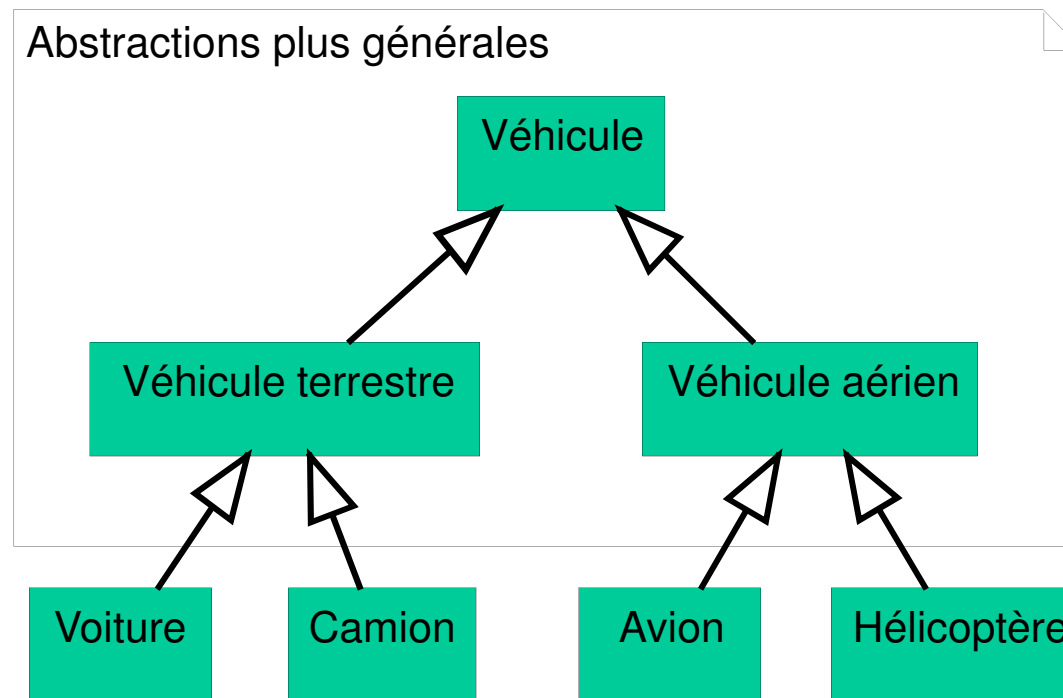 Abstractions plus générales
Véhicule
Véhicule terrestre
Véhicule aérien
Voiture
Camion
Avion
Hélicoptère